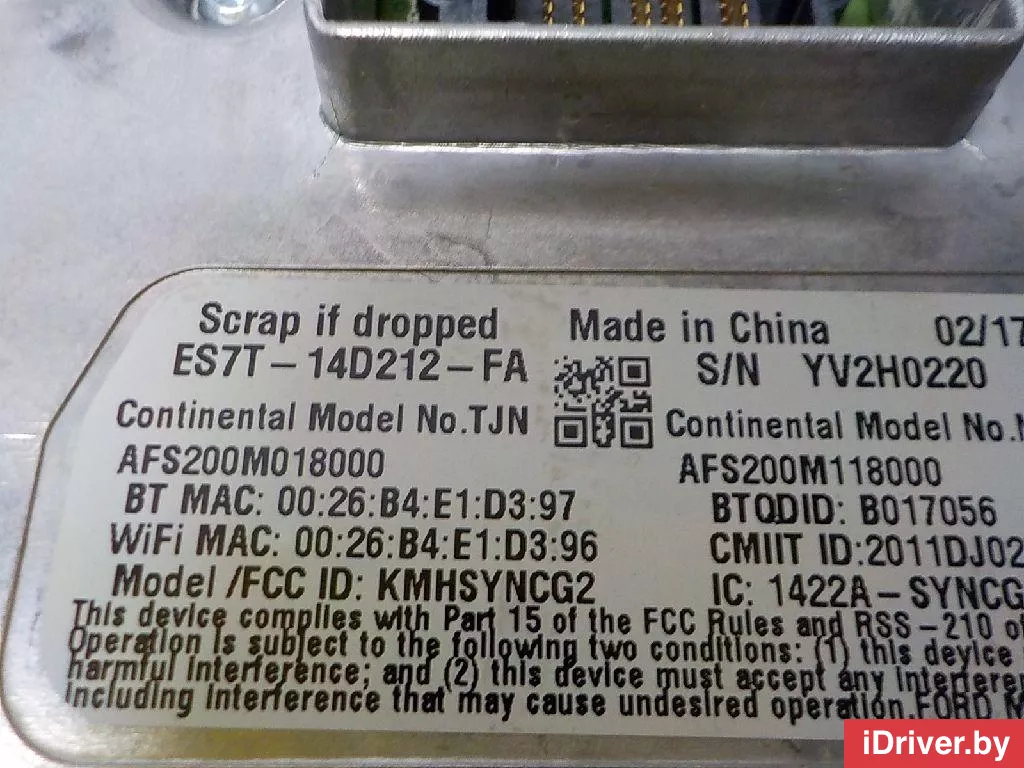 Scrap if dropped Made in China 02/17
ES7T-14D212-FA S/N YV2H0220
Continental Model No.TJN Continental Model No.
AFS200M018000 AFS200M118000
BT MAC: 00:26:B4:E1:D3:97 BTQDID: B017056
WiFi MAC: 00:26:B4:E1:D3:96 CMIIT ID:2011DJ02
Model /FCC ID: KMHSYNCG2 IC: 1422A-SYNCG
This device complies with Part 15 of the FCC Rules and RSS-210 of
Operation is subject to the following two conditions: (1) this device
harmful interference; and (2) this device must accept any interferen
including interference that may cause undesired operation.FORD M
iDriver.by